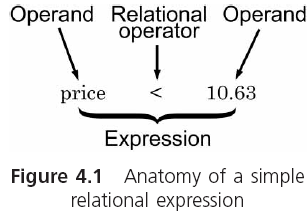 Operand Relational operator Operand
price < 10.63
Expression
Figure 4.1 Anatomy of a simple
relational expression